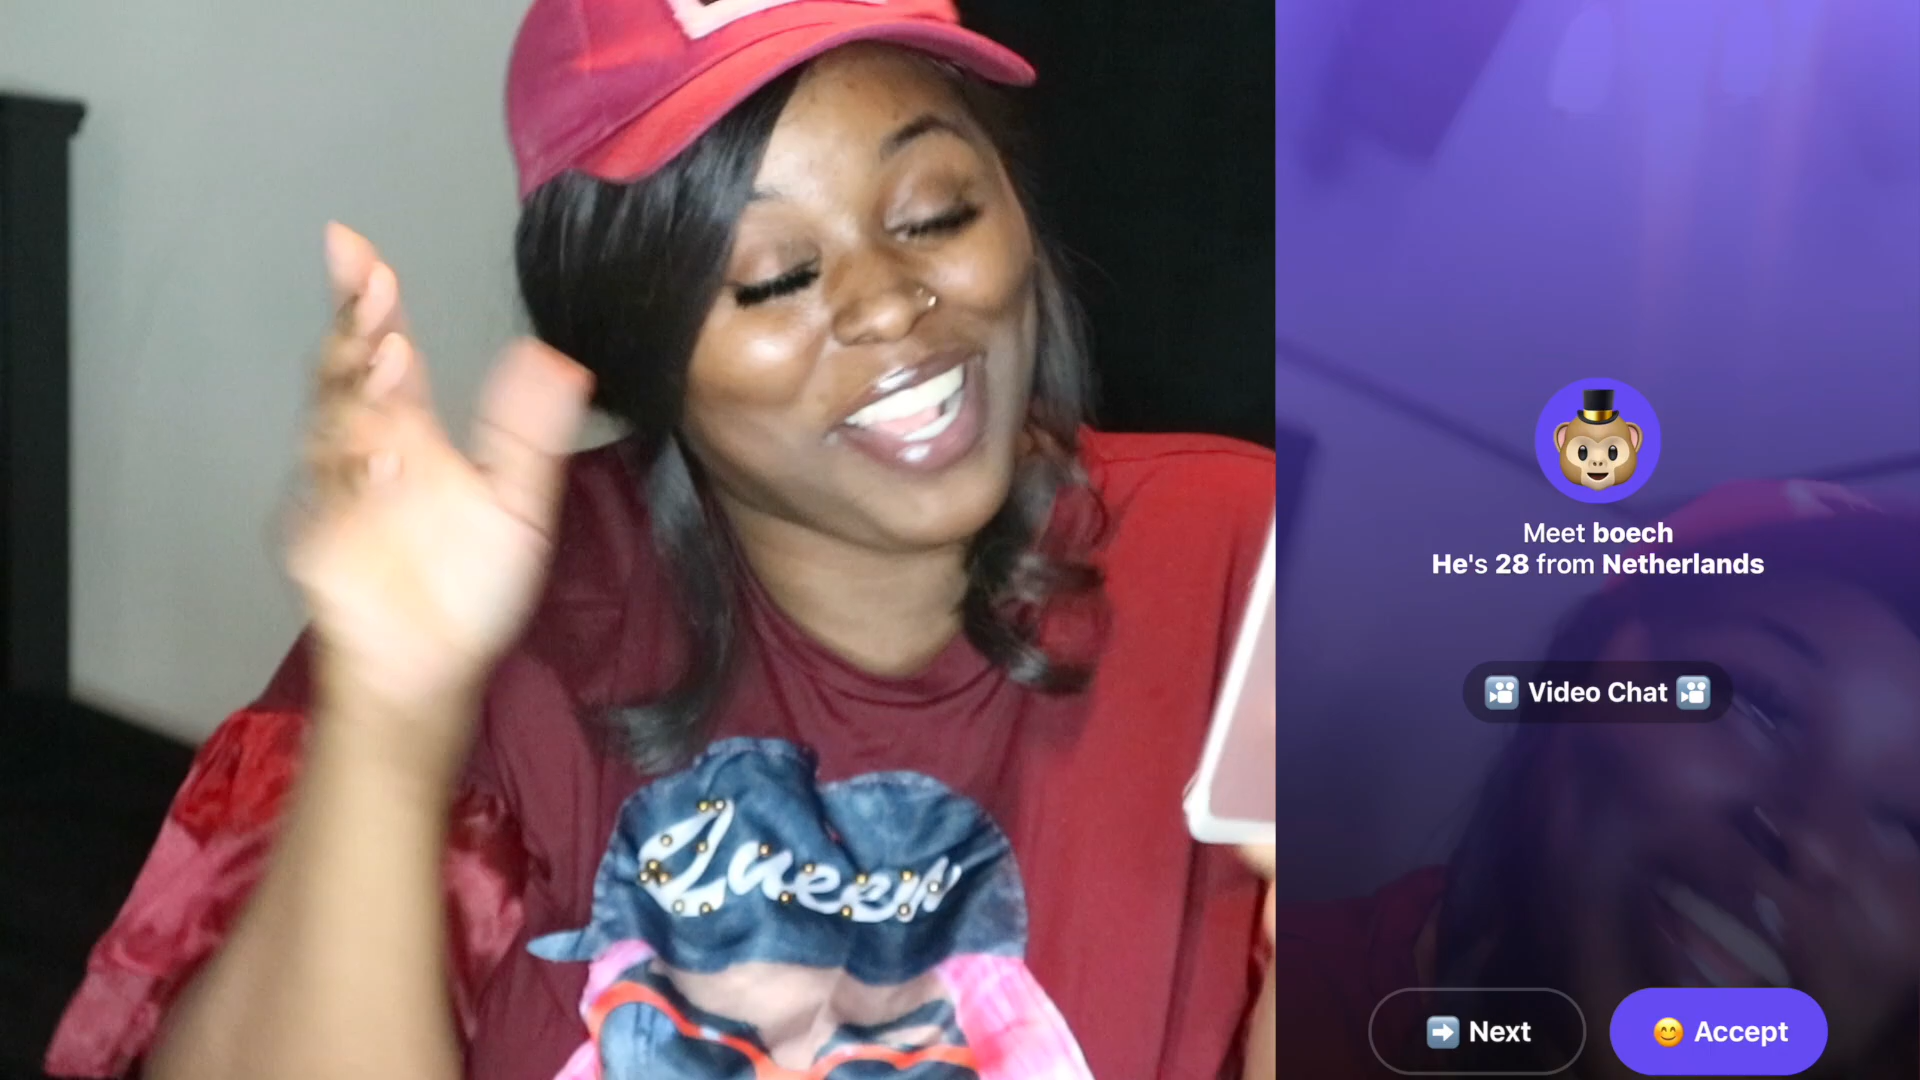 Queen
Meet boech
He's 28 from Netherlands
Video Chat
Next
Accept